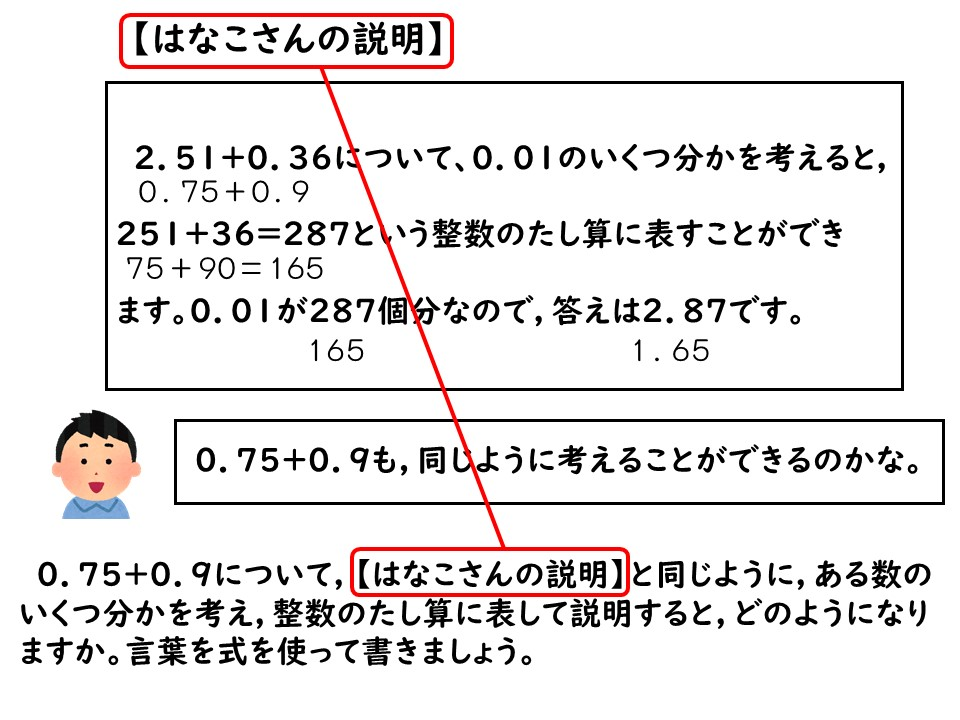 【はなこさんの説明】
2.51+0.36について、0.01のいくつ分かを考えると,
0.75+0.9
251+36=287という整数のたし算に表すことができ
75+90=165
ます。0.01が287個分なので,答えは2.87です。
165 1.65
0.75+0.9も,同じように考えることができるのかな。
0.75+0.9について,【はなこさんの説明】と同じように,ある数の
いくつ分かを考え,整数のたし算に表して説明すると,どのようになり
ますか。言葉を式を使って書きましょう。